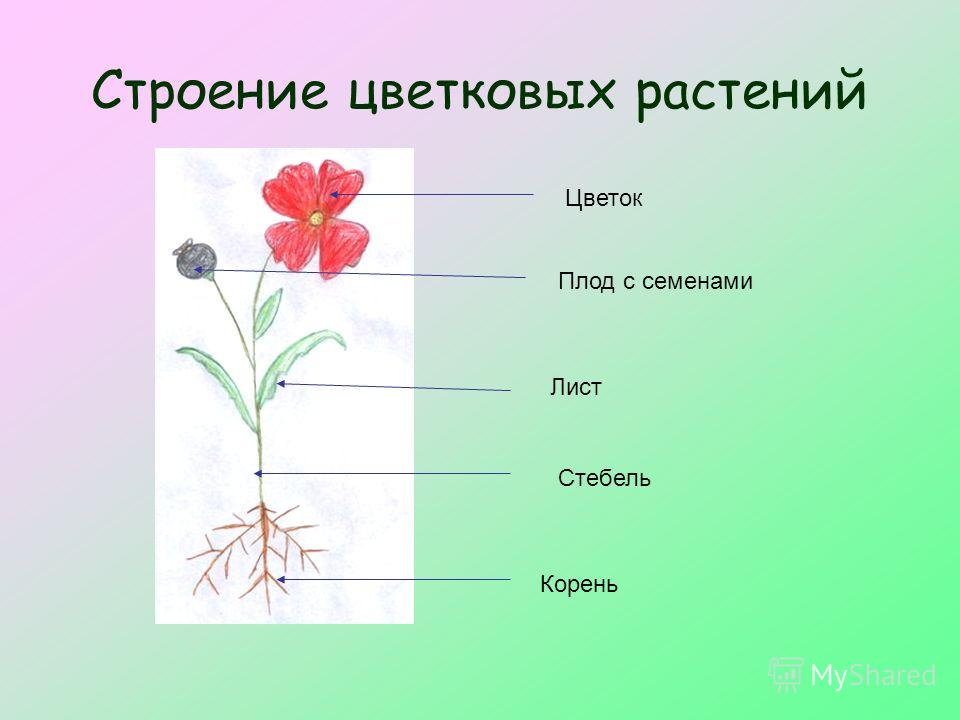 Строение цветковых растений
Цветок
Плод с семенами
Лист
Стебель
Корень
MyShared